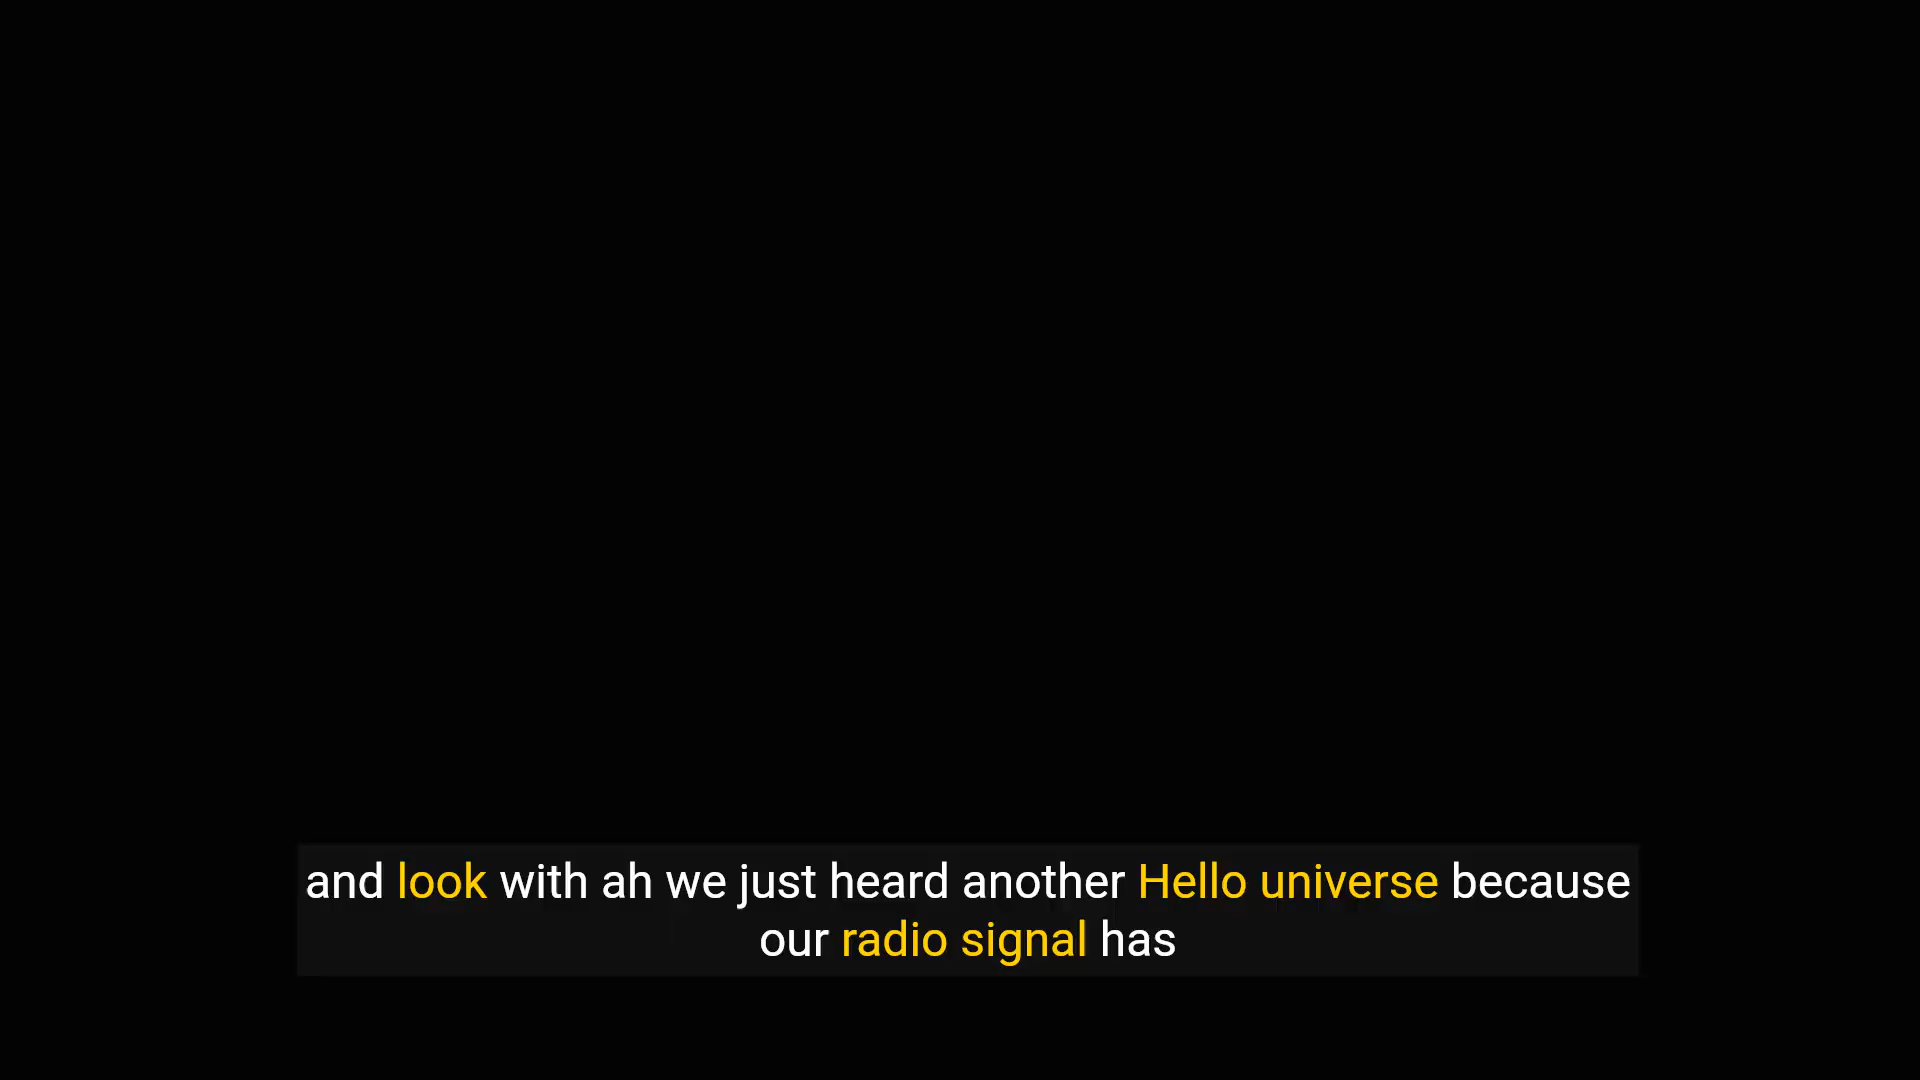 and look with ah we just heard another Hello universe because
our radio signal has